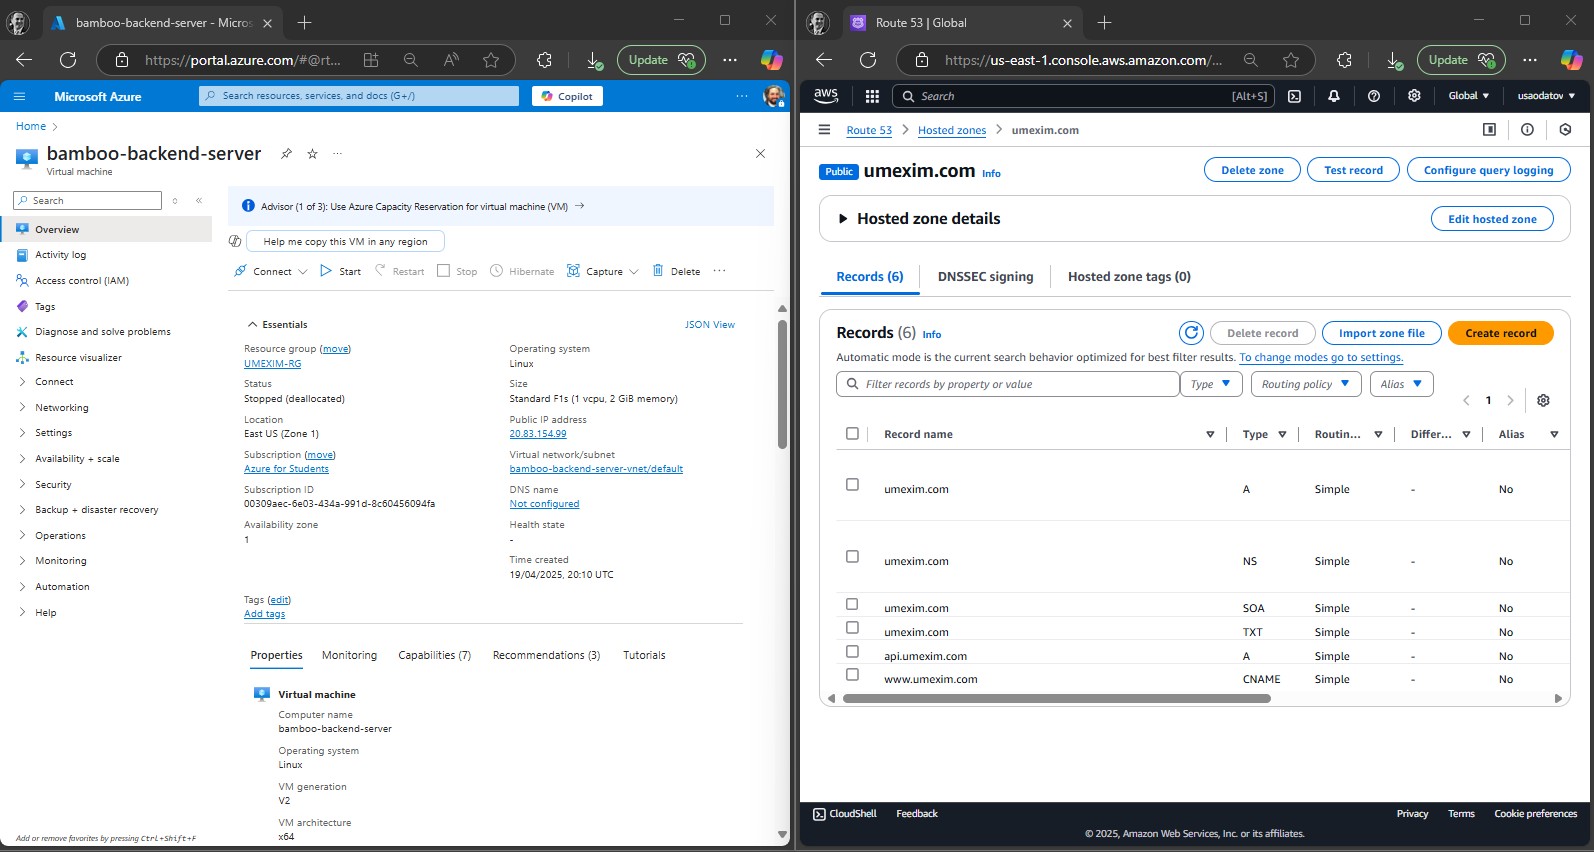 bamboo-backend-server - Micros
https://portal.azure.com/#@rt...
Update
Microsoft Azure
Search resources, services, and docs (G+/)
Copilot
Home
bamboo-backend-server
Virtual machine
Search
Overview
Activity log
Access control (IAM)
Tags
Diagnose and solve problems
Resource visualizer
Connect
Networking
Settings
Availability + scale
Security
Backup + disaster recovery
Operations
Monitoring
Automation
Help
Add or remove favorites by pressing Ctrl+Shift+F
Advisor (1 of 3): Use Azure Capacity Reservation for virtual machine (VM)
Help me copy this VM in any region
Connect Start Restart Stop Hibernate Capture Delete
Essentials
JSON View
Resource group (move)
UMEXIM-RG
Status
Stopped (deallocated)
Location
East US (Zone 1)
Subscription (move)
Azure for Students
Subscription ID
00309aec-6e03-434a-991d-8c60456094fa
Availability zone
1
Operating system
Linux
Size
Standard F1s (1 vcpu, 2 GiB memory)
Public IP address
20.83.154.99
Virtual network/subnet
bamboo-backend-server-vnet/default
DNS name
Not configured
Health state
-
Time created
19/04/2025, 20:10 UTC
Tags (edit)
Add tags
Properties Monitoring Capabilities (7) Recommendations (3) Tutorials
Virtual machine
Computer name
bamboo-backend-server
Operating system
Linux
VM generation
V2
VM architecture
x64
Route 53 | Global
https://us-east-1.console.aws.amazon.com/...
Update
aws
Search [Alt+S]
Global
usaodatov
Route 53 Hosted zones umexim.com
Public umexim.com Info
Delete zone
Test record
Configure query logging
Hosted zone details
Edit hosted zone
Records (6) DNSSEC signing Hosted zone tags (0)
Records (6) Info
Delete record
Import zone file
Create record
Automatic mode is the current search behavior optimized for best filter results. To change modes go to settings.
Filter records by property or value
Type
Routing policy
Alias
1
Record name Type Routin... Differ... Alias
umexim.com A Simple - No
umexim.com NS Simple - No
umexim.com SOA Simple - No
umexim.com TXT Simple - No
api.umexim.com A Simple - No
www.umexim.com CNAME Simple - No
CloudShell Feedback
Privacy Terms Cookie preferences
© 2025, Amazon Web Services, Inc. or its affiliates.